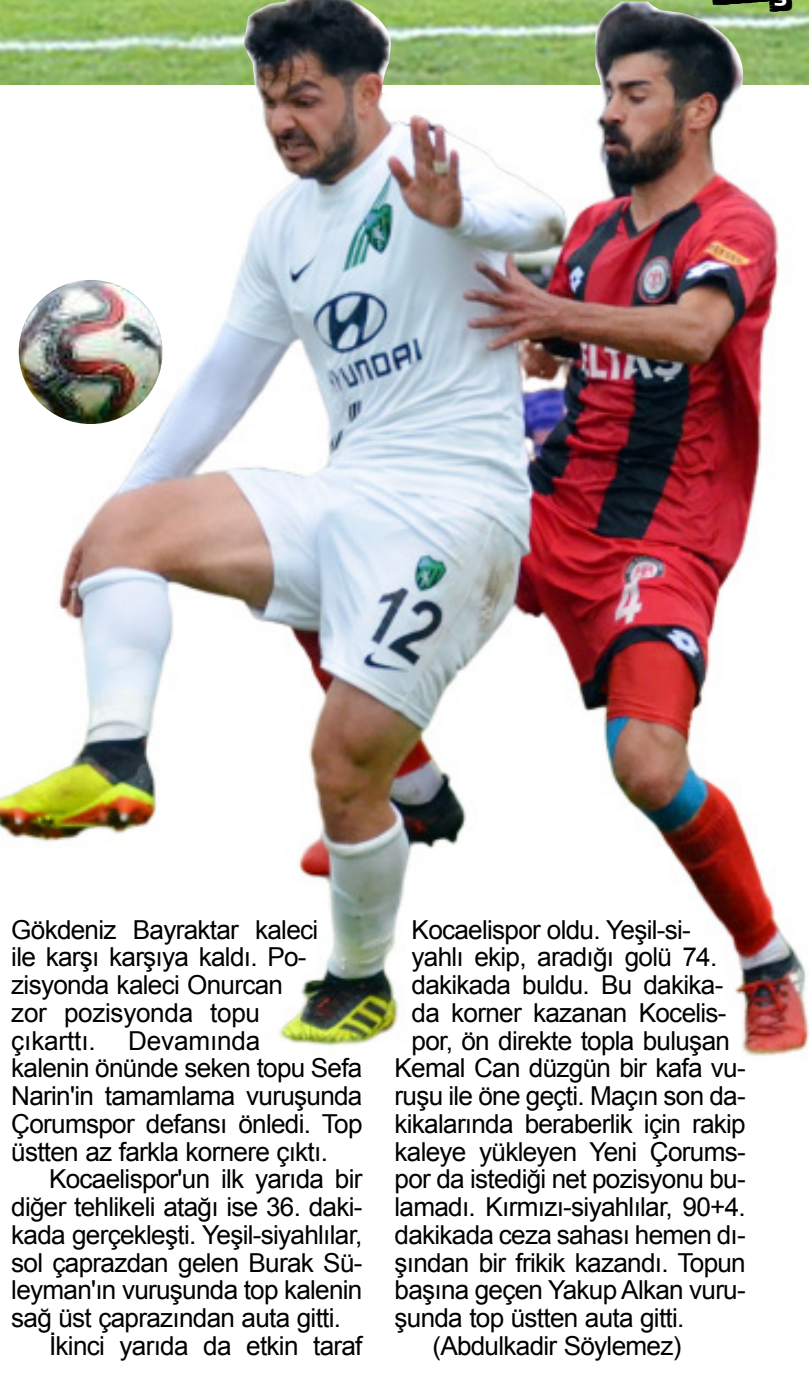 HYUNDAI
ELTAŞ
12
4
Gökdeniz Bayraktar kaleci
ile karşı karşıya kaldı. Po-
zisyonda kaleci Onurcan
zor pozisyonda topu
çıkarttı. Devamında
kalenin önünde seken topu Sefa
Narin'in tamamlama vuruşunda
Çorumspor defansı önledi. Top
üstten az farkla kornere çıktı.
Kocaelispor'un ilk yarıda bir
diğer tehlikeli atağı ise 36. daki-
kada gerçekleşti. Yeşil-siyahlılar,
sol çaprazdan gelen Burak Sü-
leyman'ın vuruşunda top kalenin
sağ üst çaprazından auta gitti.
İkinci yarıda da etkin taraf
Kocaelispor oldu. Yeşil-si-
yahlı ekip, aradığı golü 74.
dakikada buldu. Bu dakika-
da korner kazanan Kocelis-
por, ön direkte topla buluşan
Kemal Can düzgün bir kafa vu-
ruşu ile öne geçti. Maçın son da-
kikalarında beraberlik için rakip
kaleye yükleyen Yeni Çorums-
por da istediği net pozisyonu bu-
lamadı. Kırmızı-siyahlılar, 90+4.
dakikada ceza sahası hemen dı-
şından bir frikik kazandı. Topun
başına geçen Yakup Alkan vuru-
şunda top üstten auta gitti.
(Abdulkadir Söylemez)